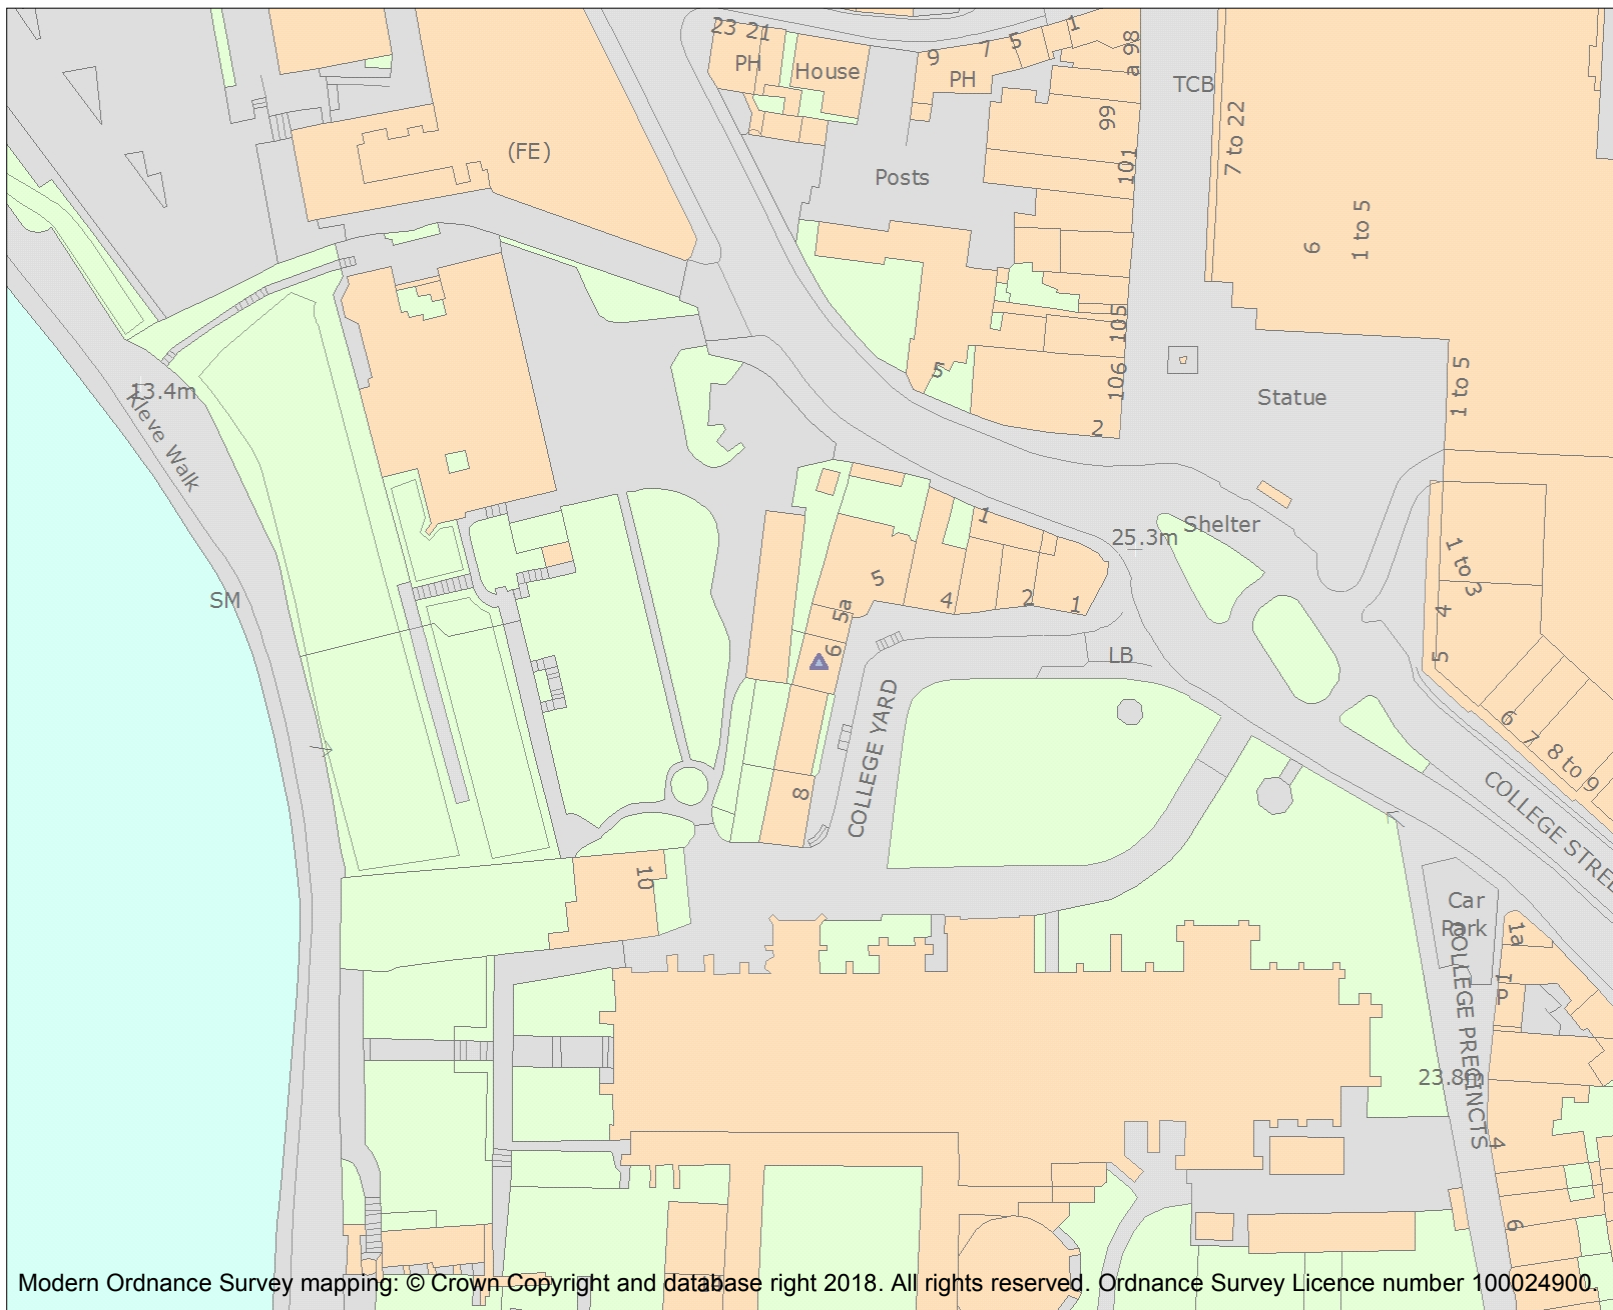 23 21
PH
House
9
7
5
1
PH
a 98
TCB
99
7 to 22
(FE)
101
Posts
6
1 to 5
105
5
106
1 to 5
13.4m
Statue
2
Kleve Walk
1
Shelter
25.3m
1 to 3
5
SM
5a
4
2
1
4
6
LB
5
COLLEGE YARD
6
7
8 to 9
8
COLLEGE STREE
10
Car
Park
1a
1
P
COLLEGE PRECINCTS
23.8m
4
6
Modern Ordnance Survey mapping: © Crown Copyright and database right 2018. All rights reserved. Ordnance Survey Licence number 100024900.